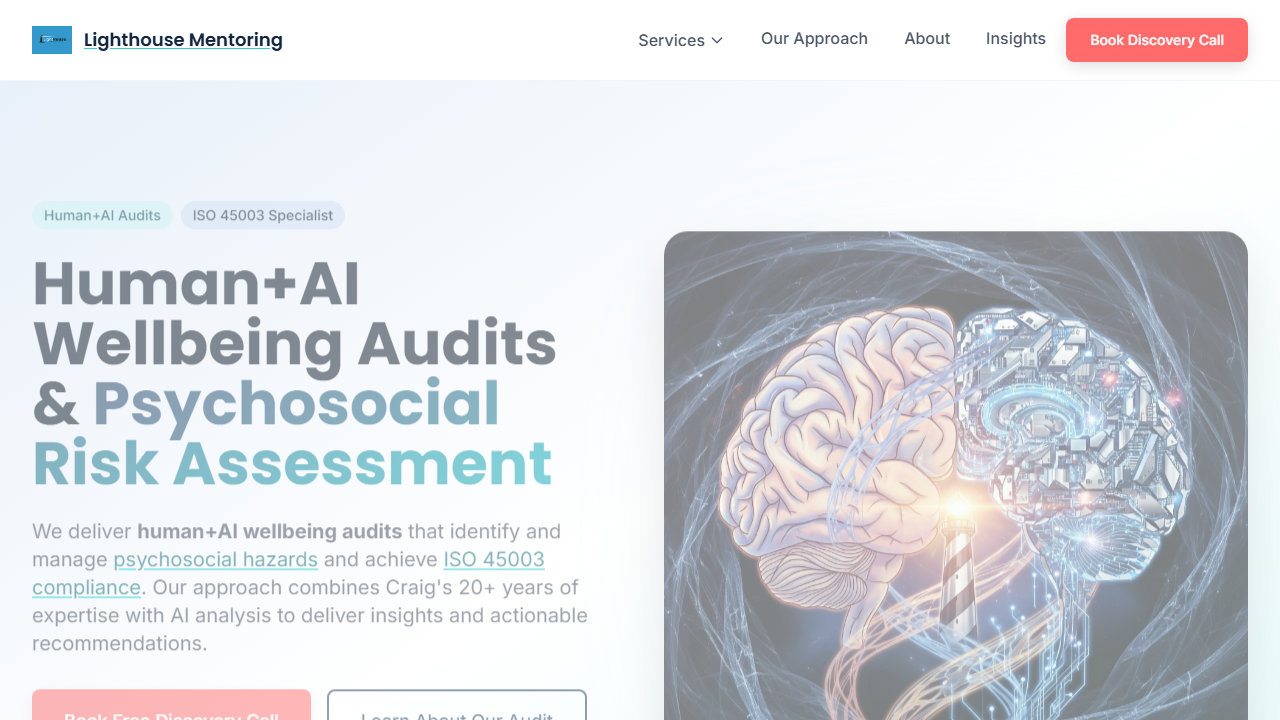 Lighthouse Mentoring
Services
Our Approach
About
Insights
Book Discovery Call
Human+AI Audits
ISO 45003 Specialist
Human+AI
Wellbeing Audits
& Psychosocial
Risk Assessment
We deliver human+AI wellbeing audits that identify and
manage psychosocial hazards and achieve ISO 45003
compliance. Our approach combines Craig's 20+ years of
expertise with AI analysis to deliver insights and actionable
recommendations.
Book Free Discovery Call
Learn About Our Audit